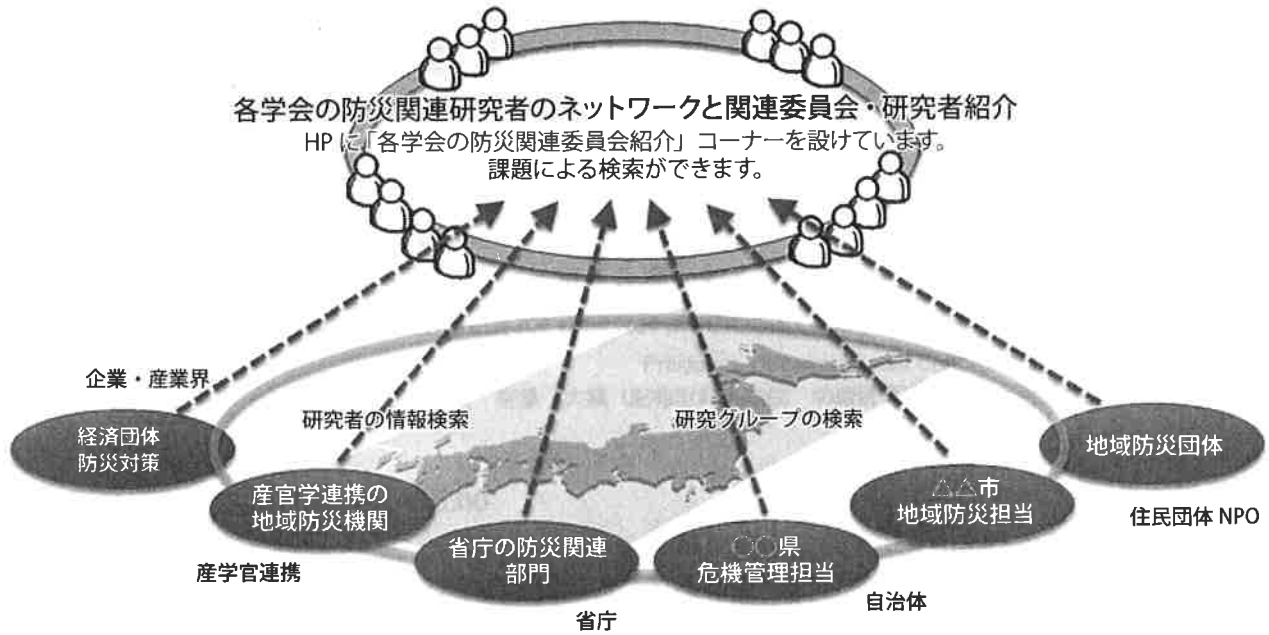 各学会の防災関連研究者のネットワークと関連委員会・研究者紹介
HPに「各学会の防災関連委員会紹介」コーナーを設けています。
課題による検索ができます。
企業・産業界
経済団体
防災対策
研究者の情報検索
研究グループの検索
産官学連携の
地域防災機関
産学官連携
省庁の防災関連
部門
省庁
○○県
危機管理担当
自治体
△△市
地域防災担当
地域防災団体
住民団体 NPO